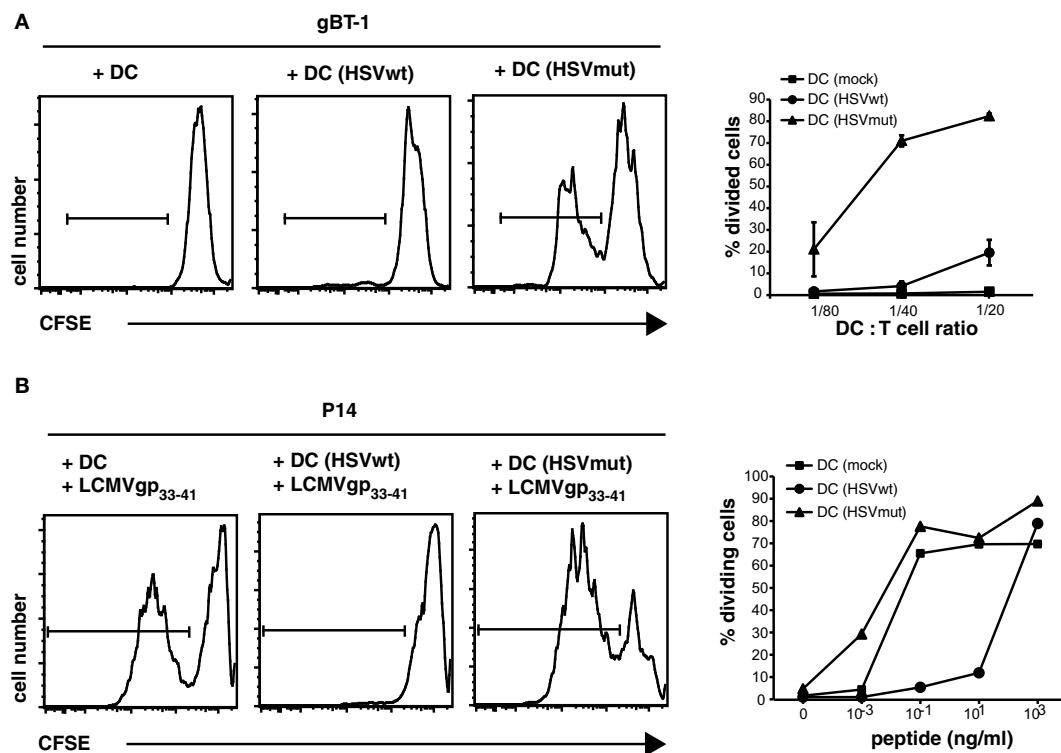 A
gBT-1
+ DC
+ DC (HSVwt)
+ DC (HSVmut)
cell number
CFSE
DC (mock)
DC (HSVwt)
DC (HSVmut)
% divided cells
90
80
70
60
50
40
30
20
10
0
1/80
1/40
1/20
DC : T cell ratio
B
P14
+ DC
+ LCMVgp33-41
+ DC (HSVwt)
+ LCMVgp33-41
+ DC (HSVmut)
+ LCMVgp33-41
cell number
CFSE
DC (mock)
DC (HSVwt)
DC (HSVmut)
% dividing cells
100
90
80
70
60
50
40
30
20
10
0
0
10-3
10-1
101
103
peptide (ng/ml)